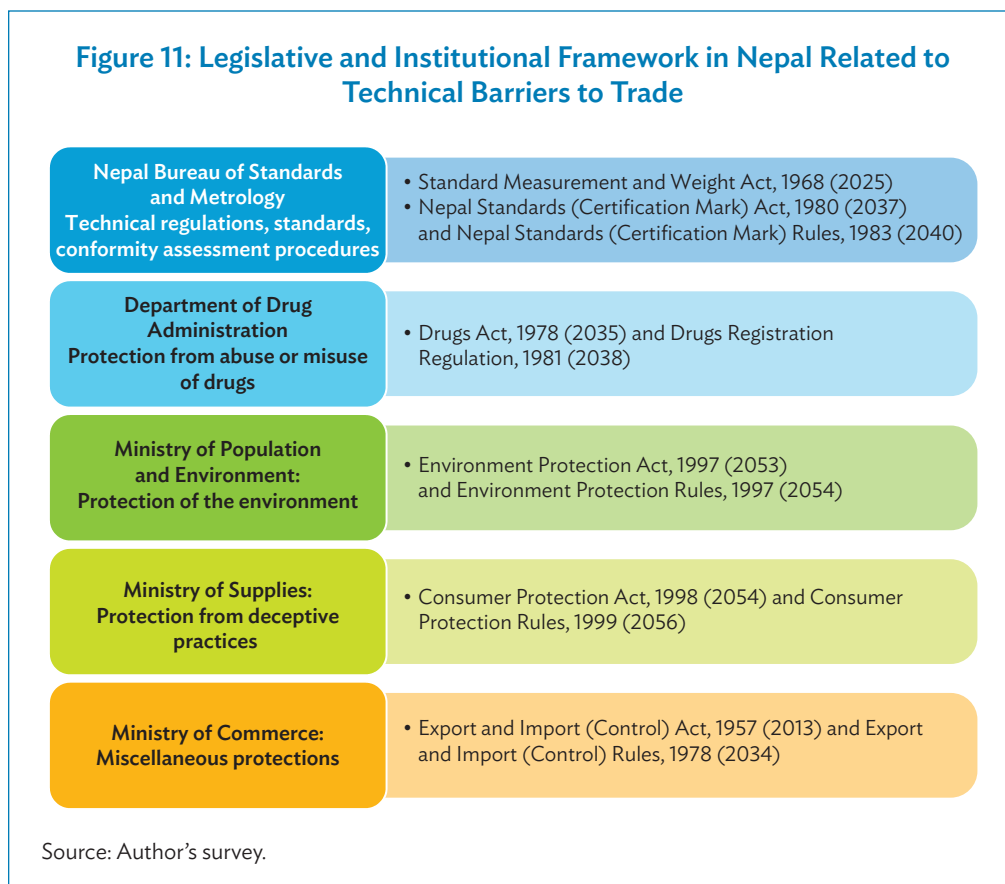 Figure 11: Legislative and Institutional Framework in Nepal Related to
Technical Barriers to Trade
Nepal Bureau of Standards
and Metrology
Technical regulations, standards,
conformity assessment procedures
• Standard Measurement and Weight Act, 1968 (2025)
• Nepal Standards (Certification Mark) Act, 1980 (2037)
and Nepal Standards (Certification Mark) Rules, 1983 (2040)
Department of Drug
Administration
Protection from abuse or misuse
of drugs
• Drugs Act, 1978 (2035) and Drugs Registration
Regulation, 1981 (2038)
Ministry of Population
and Environment:
Protection of the environment
• Environment Protection Act, 1997 (2053)
and Environment Protection Rules, 1997 (2054)
Ministry of Supplies:
Protection from deceptive
practices
• Consumer Protection Act, 1998 (2054) and Consumer
Protection Rules, 1999 (2056)
Ministry of Commerce:
Miscellaneous protections
• Export and Import (Control) Act, 1957 (2013) and Export
and Import (Control) Rules, 1978 (2034)
Source: Author's survey.